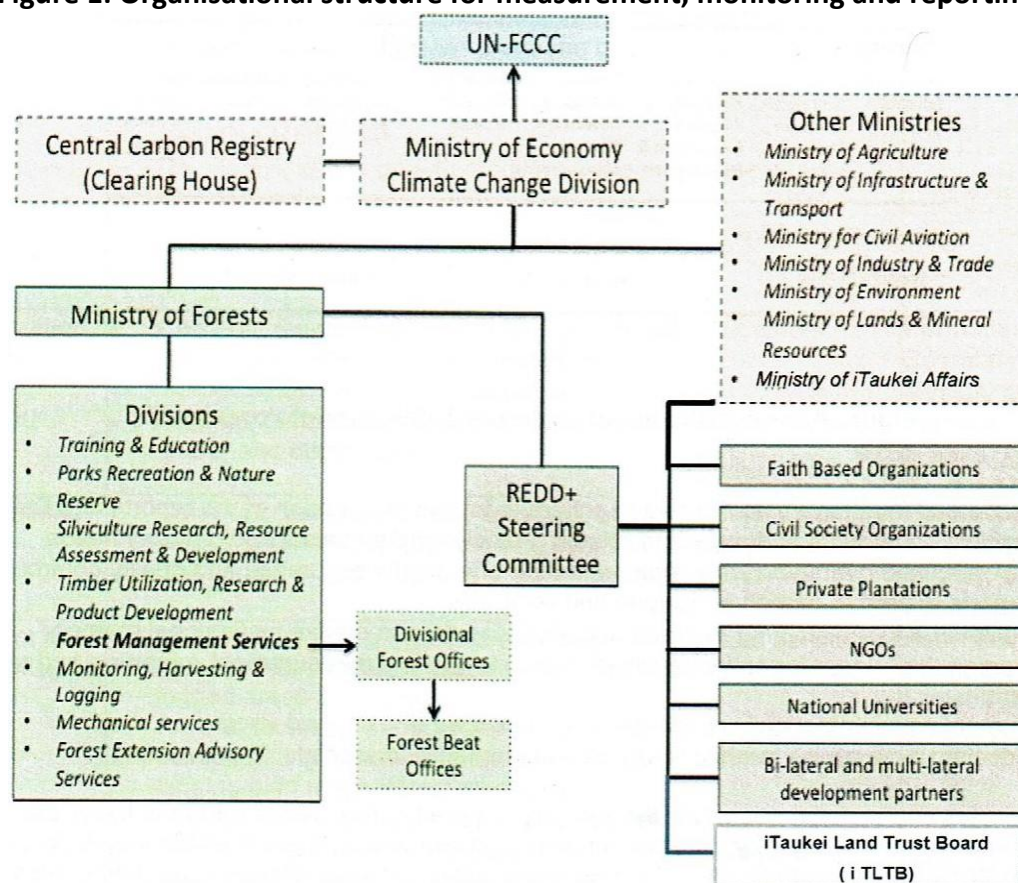 Figure 1: Organisational structure for measurement, monitoring and reporting
UN-FCCC
Central Carbon Registry
(Clearing House)
Ministry of Economy
Climate Change Division
Other Ministries
• Ministry of Agriculture
• Ministry of Infrastructure &
Transport
• Ministry for Civil Aviation
• Ministry of Industry & Trade
• Ministry of Environment
• Ministry of Lands & Mineral
Resources
• Ministry of iTaukei Affairs
Ministry of Forests
Divisions
• Training & Education
• Parks Recreation & Nature
Reserve
• Silviculture Research, Resource
Assessment & Development
• Timber Utilization, Research &
Product Development
• Forest Management Services
• Monitoring, Harvesting &
Logging
• Mechanical services
• Forest Extension Advisory
Services
Divisional
Forest Offices
Forest Beat
Offices
REDD+
Steering
Committee
Faith Based Organizations
Civil Society Organizations
Private Plantations
NGOs
National Universities
Bi-lateral and multi-lateral
development partners
iTaukei Land Trust Board
( i TLTB)